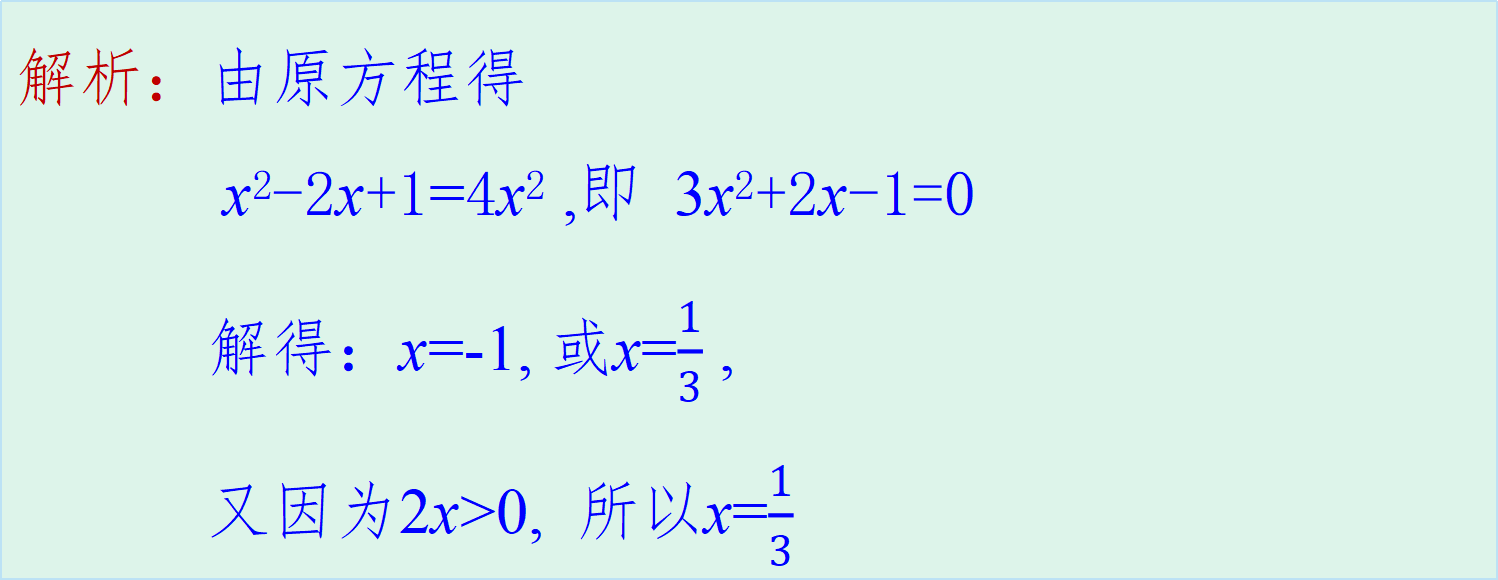 解析：由原方程得
x²−2x+1=4x² ,即 3x²+2x−1=0
解得：x=-1, 或x=1/3 ,
又因为2x>0, 所以x=1/3